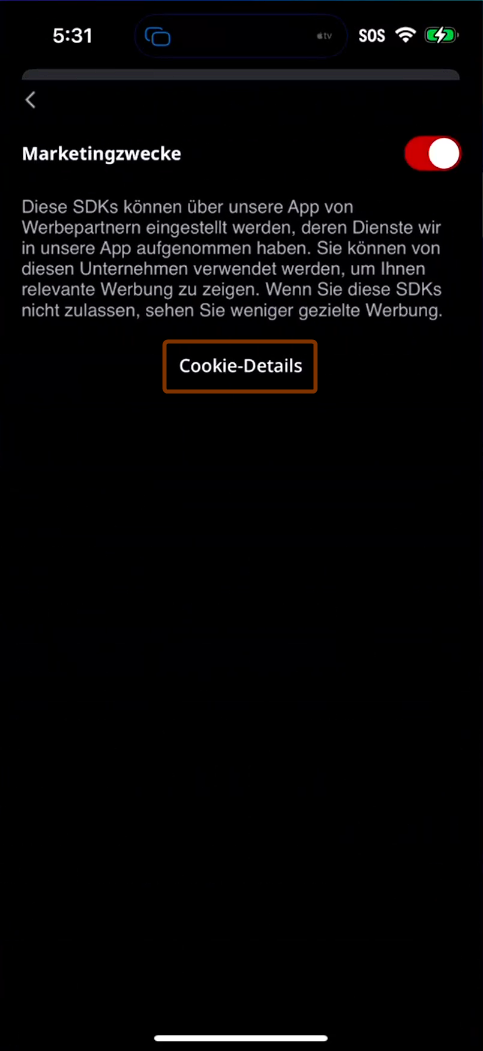 5:31
tv
SOS
Marketingzwecke
Diese SDKs können über unsere App von
Werbepartnern eingestellt werden, deren Dienste wir
in unsere App aufgenommen haben. Sie können von
diesen Unternehmen verwendet werden, um Ihnen
relevante Werbung zu zeigen. Wenn Sie diese SDKs
nicht zulassen, sehen Sie weniger gezielte Werbung.
Cookie-Details